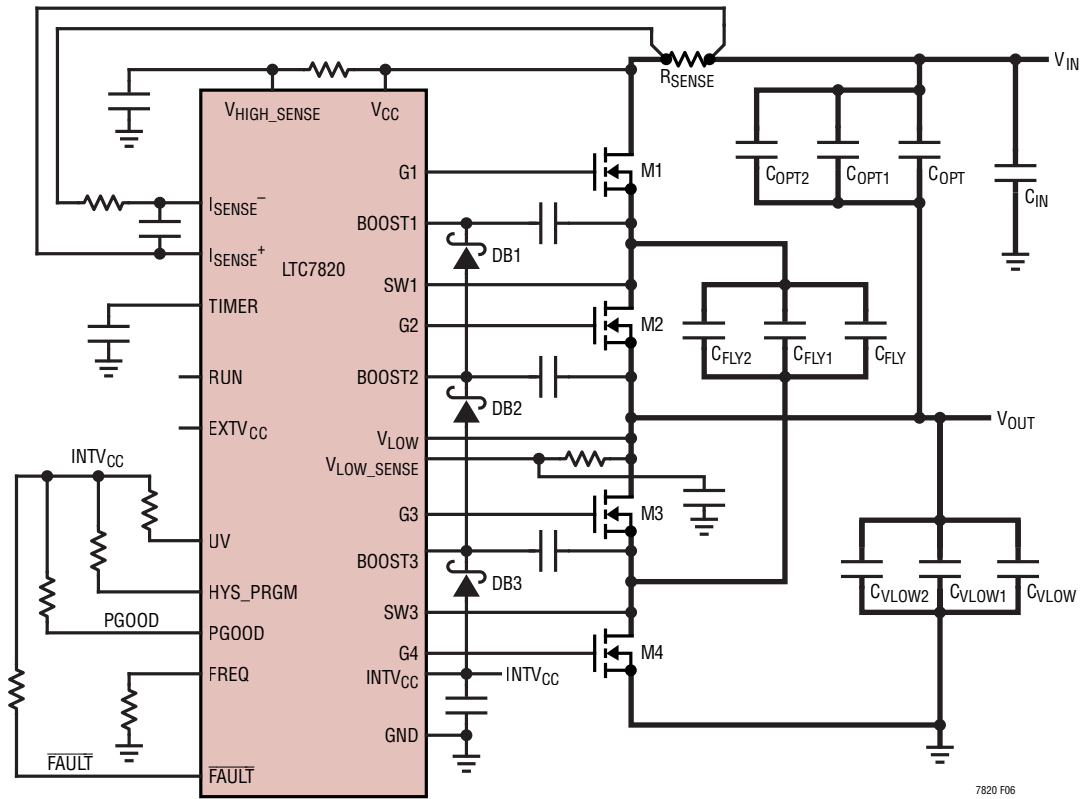 R_SENSE
V_IN
V_HIGH_SENSE
V_CC
C_OPT2
C_OPT1
C_OPT
C_IN
G1
M1
I_SENSE⁻
BOOST1
I_SENSE⁺
LTC7820
DB1
SW1
TIMER
G2
M2
C_FLY2
C_FLY1
C_FLY
RUN
BOOST2
DB2
EXTV_CC
V_LOW
V_OUT
INTV_CC
V_LOW_SENSE
G3
M3
UV
BOOST3
DB3
HYS_PRGM
C_VLOW2
C_VLOW1
C_VLOW
PGOOD
PGOOD
SW3
G4
M4
FREQ
INTV_CC
INTV_CC
GND
F̅A̅U̅L̅T̅
F̅A̅U̅L̅T̅
7820 F06